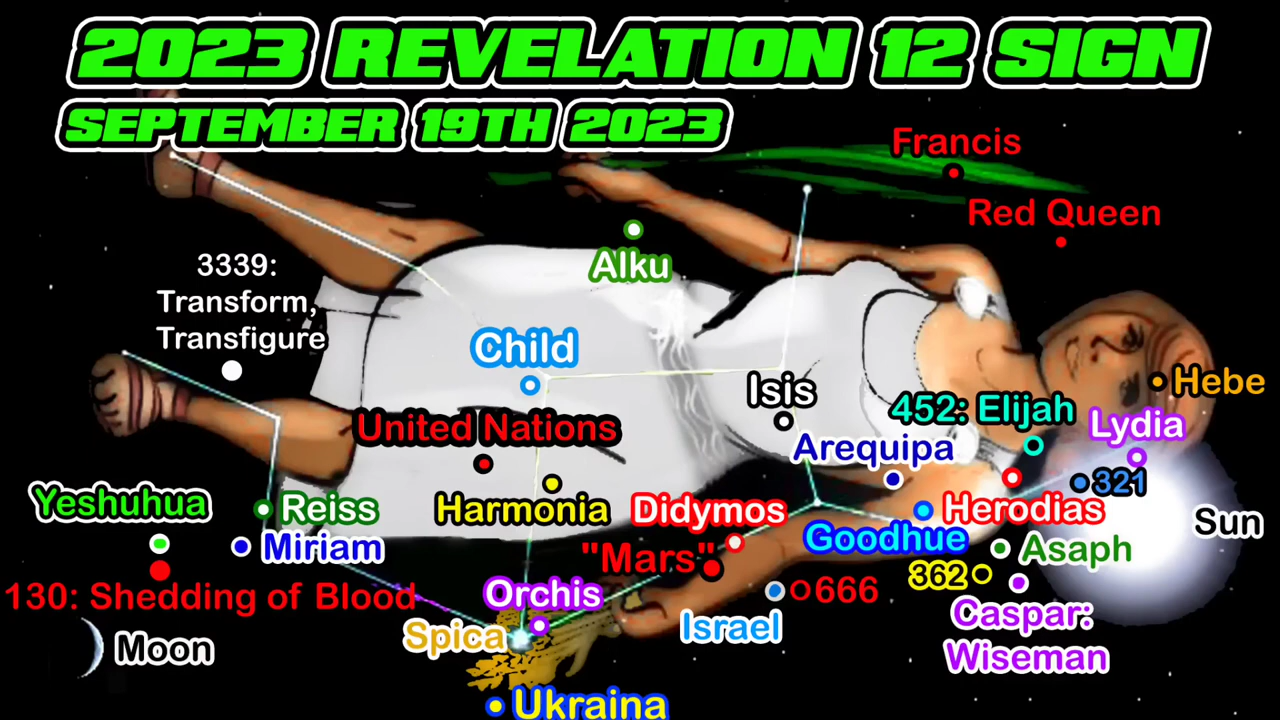 2023 REVELATION 12 SIGN
SEPTEMBER 19TH 2023
Francis
Red Queen
Alku
3339:
Transform,
Transfigure
Child
Isis
Hebe
452: Elijah
Lydia
United Nations
Arequipa
321
Yeshuhua
Reiss
Harmonia
Didymos
Herodias
Sun
Miriam
"Mars"
Goodhue
Asaph
362
130: Shedding of Blood
Orchis
666
Caspar:
Wiseman
Moon
Spica
Israel
Ukraina